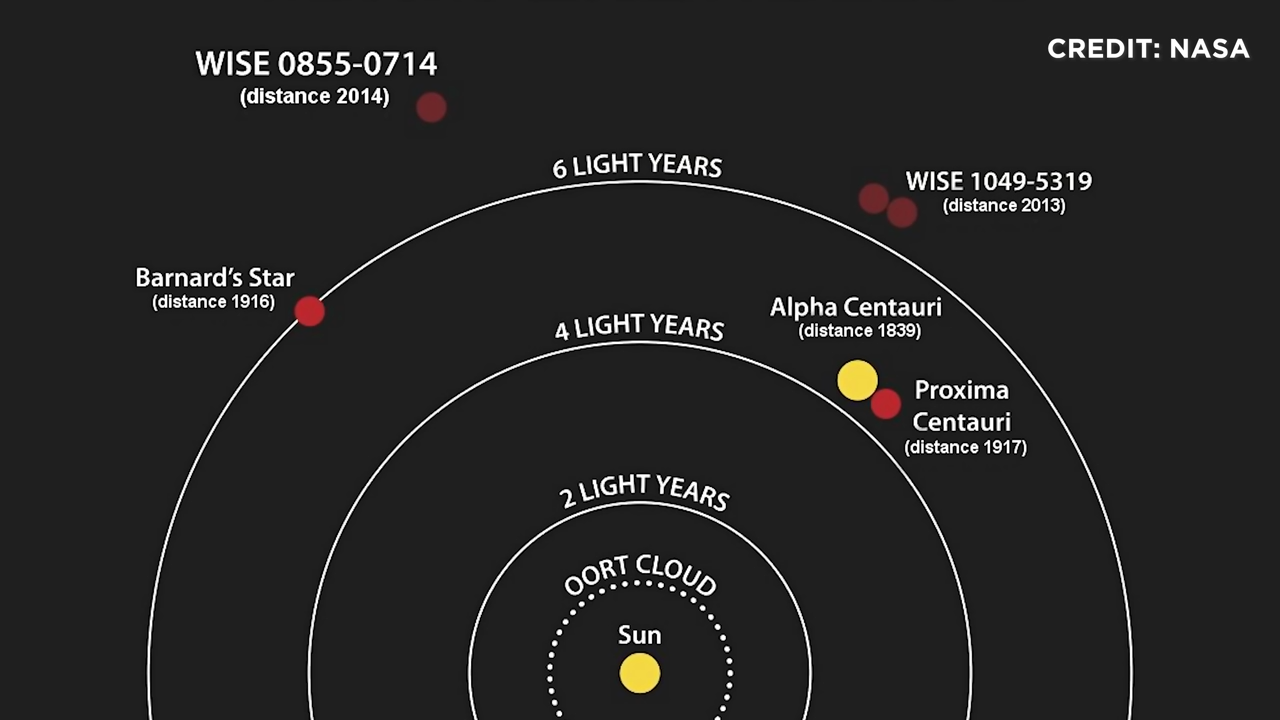 CREDIT: NASA
WISE 0855-0714
(distance 2014)
6 LIGHT YEARS
WISE 1049-5319
(distance 2013)
Barnard's Star
(distance 1916)
Alpha Centauri
(distance 1839)
4 LIGHT YEARS
Proxima
Centauri
(distance 1917)
2 LIGHT YEARS
OORT CLOUD
Sun